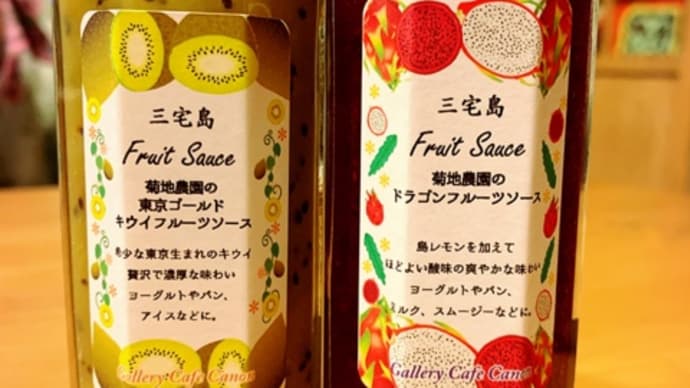 三宅島
Fruit Sauce
菊地農園の
東京ゴールド
キウイフルーツソース
少な東京生まれのキウイ
贅沢で濃厚な味わい
ヨーグルトやパン、
アイスなどに。
Gallery Cafe Canon
三宅島
Fruit Sauce
菊地農園の
ドラゴンフルーツソース
島レモンを加えて
ほどよい酸味の爽やかな味わい
ヨーグルトやパン、
ミルク、スムージーなどに。
Gallery Cafe Canon